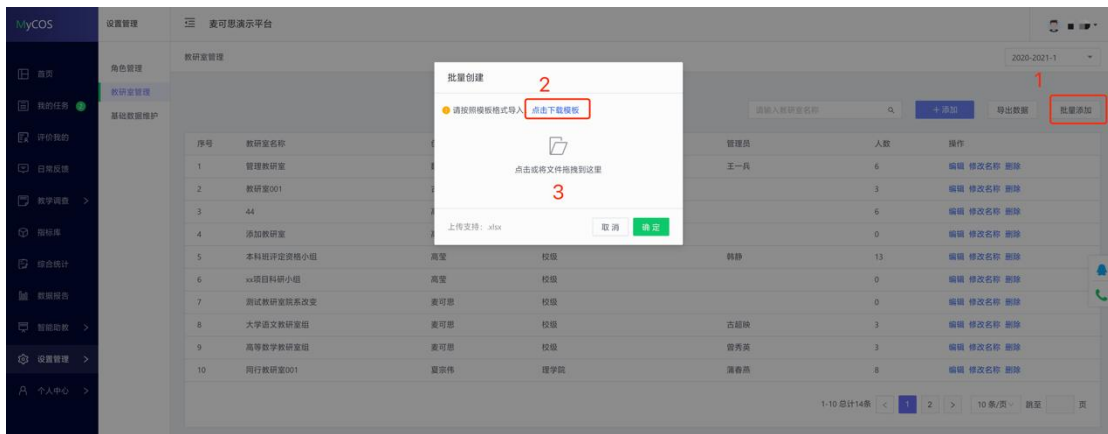 MyCOS
设置管理
麦可思演示平台
首页
我的任务 2
评价我的
日常反馈
教学调查 >
指标库
综合统计
数据报告
智能助教 >
设置管理 >
个人中心 >
角色管理
教研室管理
基础数据维护
教研室管理
2020-2021-1
1
请输入教研室名称
+添加
导出数据
批量添加
批量创建
2
请按照模板格式导入 点击下载模板
点击或将文件拖拽到这里
3
上传支持: .xlsx
取消
确定
序号 教研室名称 管理员 人数 操作
1 管理教研室 王一兵 6 编辑 修改名称 删除
2 教研室001 3 编辑 修改名称 删除
3 44 6 编辑 修改名称 删除
4 添加教研室 0 编辑 修改名称 删除
5 本科班评定资格小组 高莹 校级 韩静 13 编辑 修改名称 删除
6 xx项目科研小组 高莹 校级 0 编辑 修改名称 删除
7 测试教研室院系改变 麦可思 校级 0 编辑 修改名称 删除
8 大学语文教研室组 麦可思 校级 古超映 3 编辑 修改名称 删除
9 高等数学教研室组 麦可思 校级 曾秀英 3 编辑 修改名称 删除
10 同行教研室001 夏宗伟 理学院 蒲春燕 8 编辑 修改名称 删除
1-10 总计14条 < 1 2 > 10 条/页 跳至 页